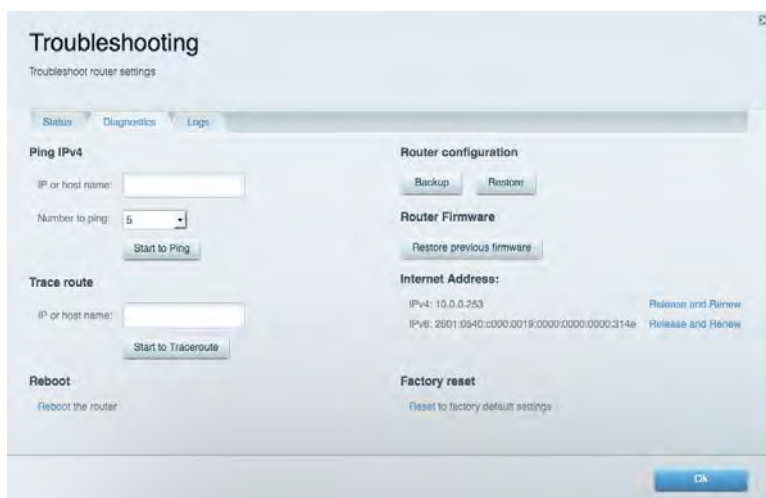 Troubleshooting
Troubleshoot router settings
Status
Diagnostics
Logs
Ping IPv4
IP or host name:
Number to ping: 5
Start to Ping
Trace route
IP or host name:
Start to Traceroute
Reboot
Reboot the router
Router configuration
Backup
Restore
Router Firmware
Restore previous firmware
Internet Address:
IPv4: 10.0.0.253 Release and Renew
IPv6: 2601:0540:c000:0019:0000:0000:0000:314e Release and Renew
Factory reset
Reset to factory default settings
Ok